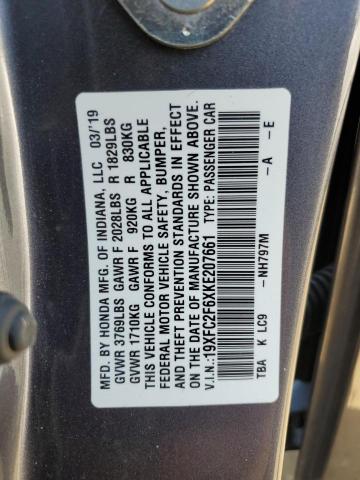 MFD. BY HONDA MFG. OF INDIANA, LLC 03/'19
GVWR 3769LBS GAWR F 2028LBS R 1829LBS
GVWR 1710KG GAWR F 920KG R 830KG
THIS VEHICLE CONFORMS TO ALL APPLICABLE
FEDERAL MOTOR VEHICLE SAFETY, BUMPER,
AND THEFT PREVENTION STANDARDS IN EFFECT
ON THE DATE OF MANUFACTURE SHOWN ABOVE.
V.I.N.:19XFC2F6XKE207661 TYPE: PASSENGER CAR
TBA K LC9 -NH797M -A -E